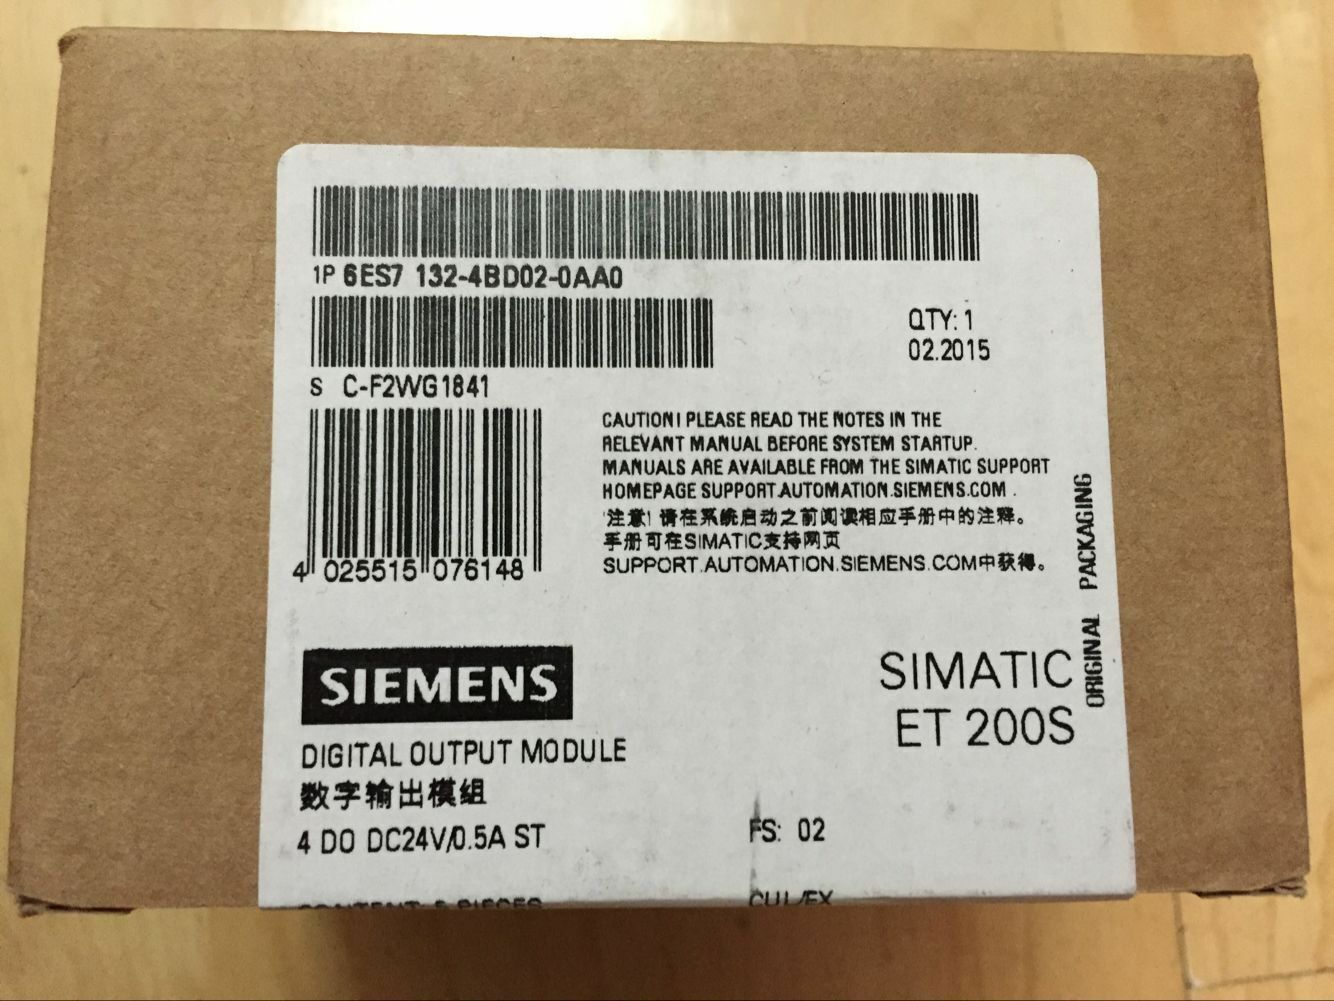 1P 6ES7 132-4BD02-0AA0
QTY: 1
02.2015
S C-F2WG1841
4 025515 076148
CAUTION! PLEASE READ THE NOTES IN THE
RELEVANT MANUAL BEFORE SYSTEM STARTUP.
MANUALS ARE AVAILABLE FROM THE SIMATIC SUPPORT
HOMEPAGE SUPPORT.AUTOMATION.SIEMENS.COM .
注意! 请在系统启动之前阅读相应手册中的注释。
手册可在SIMATIC支持网页
SUPPORT.AUTOMATION.SIEMENS.COM中获得。
ORIGINAL PACKAGING
SIEMENS
SIMATIC
ET 200S
DIGITAL OUTPUT MODULE
数字输出模组
4 DO DC24V/0.5A ST
FS: 02